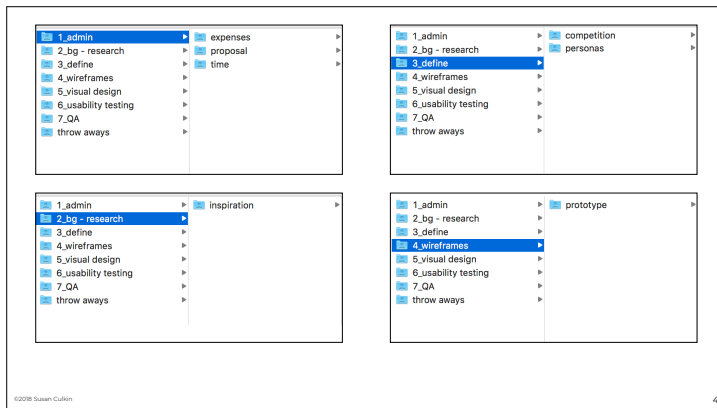 1_admin
2_bg - research
3_define
4_wireframes
5_visual design
6_usability testing
7_QA
throw aways
expenses
proposal
time
1_admin
2_bg - research
3_define
4_wireframes
5_visual design
6_usability testing
7_QA
throw aways
competition
personas
1_admin
2_bg - research
3_define
4_wireframes
5_visual design
6_usability testing
7_QA
throw aways
inspiration
1_admin
2_bg - research
3_define
4_wireframes
5_visual design
6_usability testing
7_QA
throw aways
prototype
©2018 Susan Culkin
4